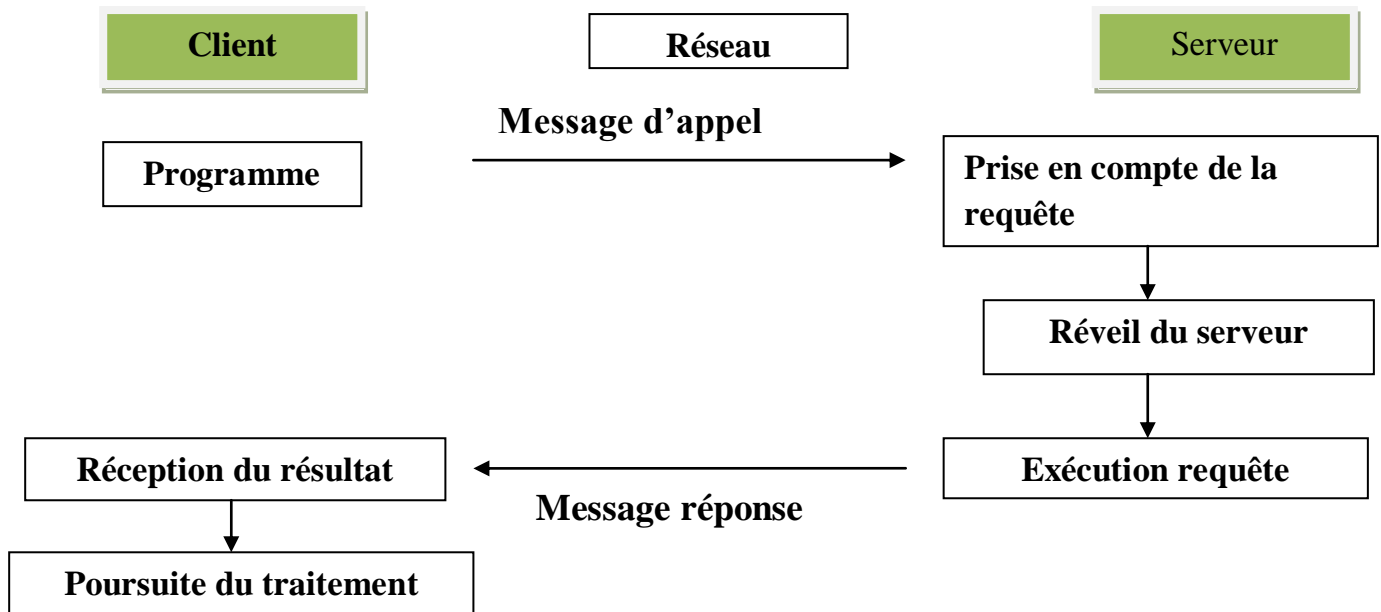 Client
Réseau
Serveur
Message d’appel
Programme
Prise en compte de la
requête
Réveil du serveur
Réception du résultat
Exécution requête
Message réponse
Poursuite du traitement